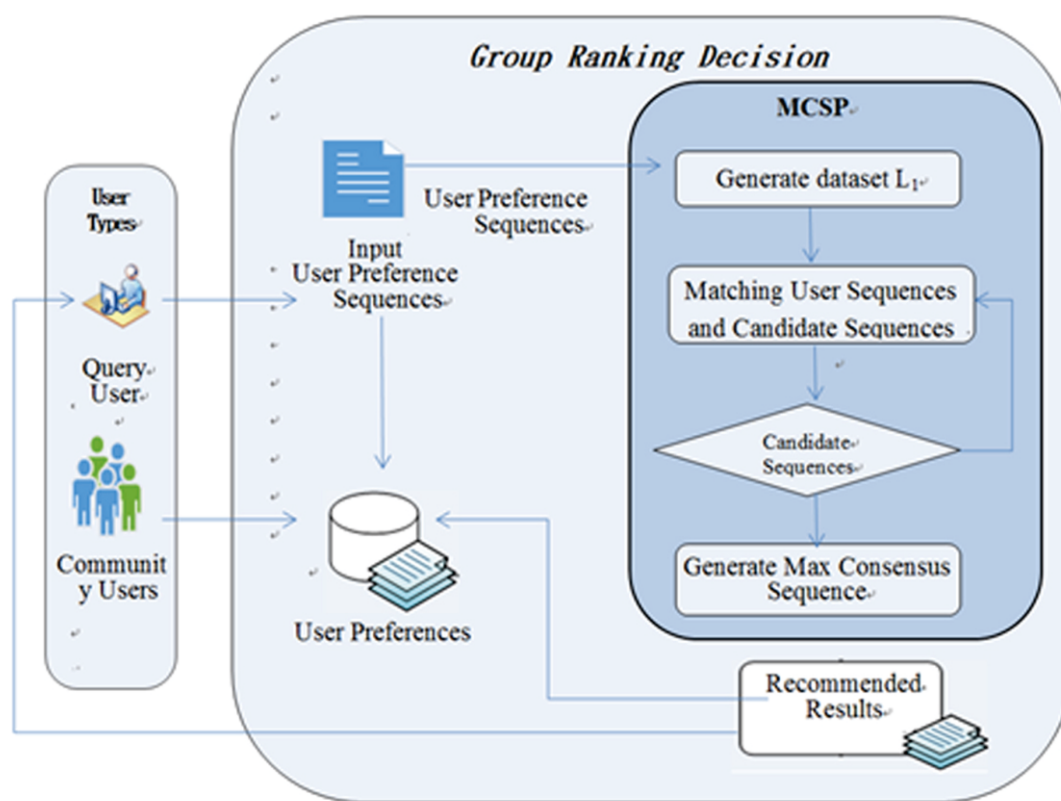 Group Ranking Decision
MCSP
User
Types
Query
User
Communit
y Users
Input
User Preference
Sequences
User Preference
Sequences
User Preferences
Generate dataset L₁
Matching User Sequences
and Candidate Sequences
Candidate
Sequences
Generate Max Consensus
Sequence
Recommended
Results